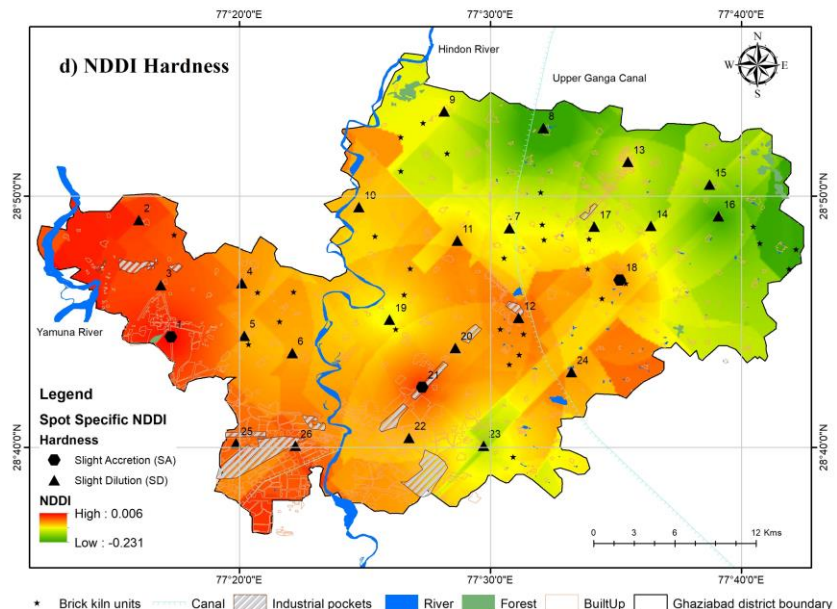 77°20'0"E 77°30'0"E 77°40'0"E
d) NDDI Hardness
Hindon River
Upper Ganga Canal
N
W E
S
28°50'0"N 28°50'0"N
28°40'0"N 28°40'0"N
Yamuna River
9
8
13
15
2
10
16
11
7
17
14
3
4
18
19
12
5
6
20
24
21
22
23
25
26
Legend
Spot Specific NDDI
Hardness
Slight Accretion (SA)
Slight Dilution (SD)
NDDI
High : 0.006
Low : -0.231
0 3 6 12 Kms
77°20'0"E 77°30'0"E 77°40'0"E
Brick kiln units Canal Industrial pockets River Forest BuiltUp Ghaziabad district boundary